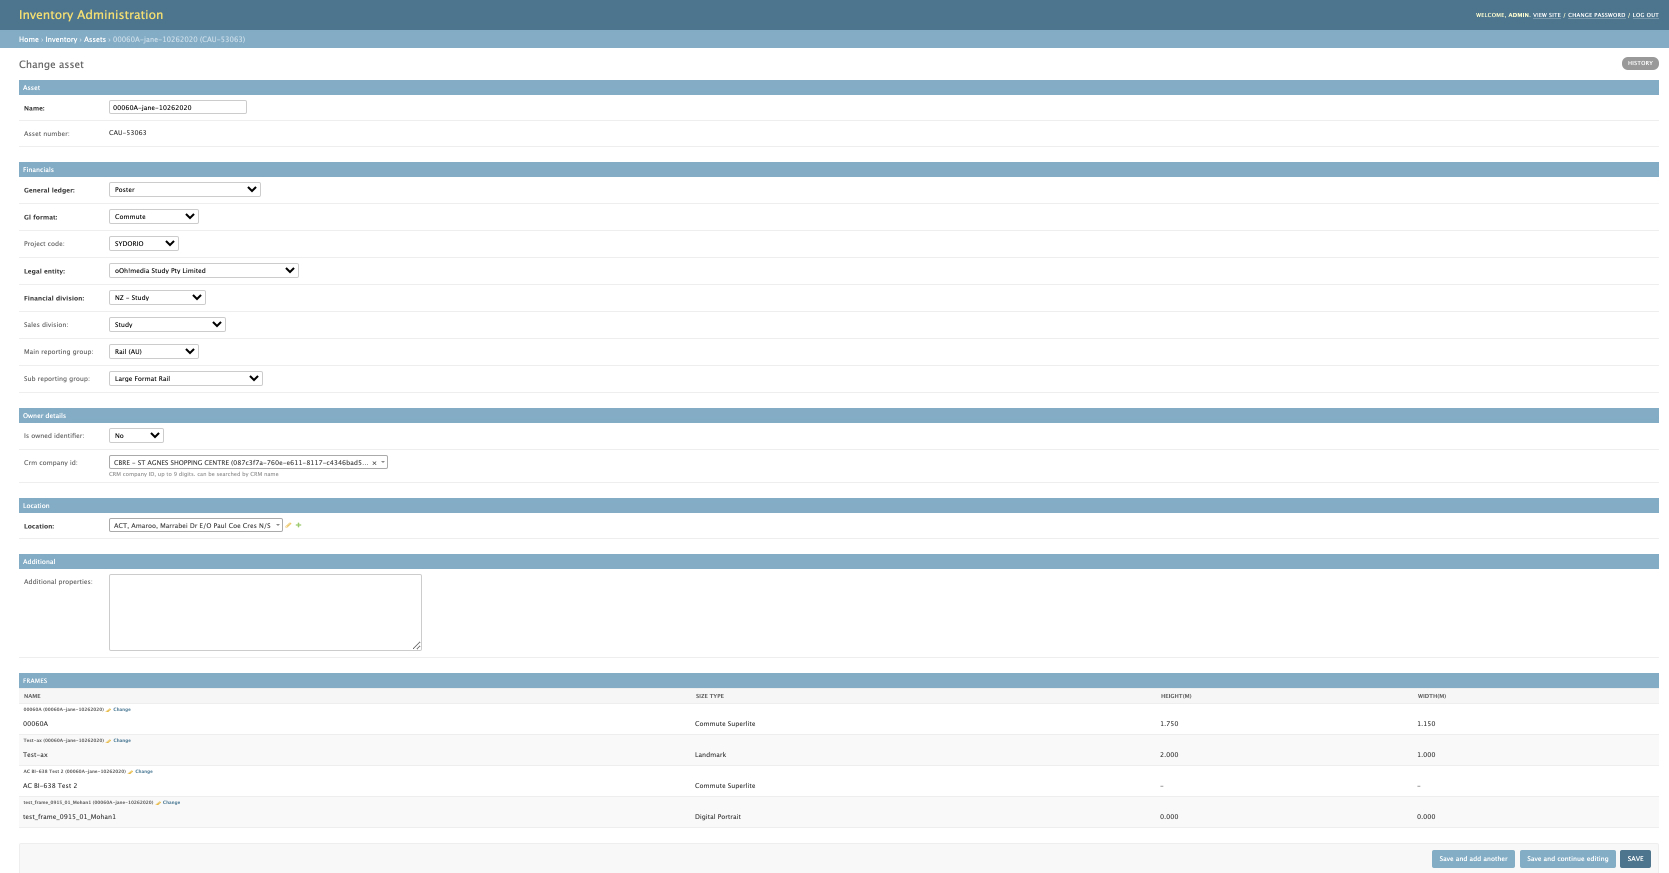 Inventory Administration
WELCOME, ADMIN. VIEW SITE / CHANGE PASSWORD / LOG OUT
Home › Inventory › Assets › 00060A-jane-10262020 (CAU-53063)
Change asset
HISTORY
Asset
Name: 00060A-jane-10262020
Asset number: CAU-53063
Financials
General ledger: Poster
Gl format: Commute
Project code: SYDORIO
Legal entity: oOh!media Study Pty Limited
Financial division: NZ - Study
Sales division: Study
Main reporting group: Rail (AU)
Sub reporting group: Large Format Rail
Owner details
Is owned identifier: No
Crm company id: CBRE - ST AGNES SHOPPING CENTRE (087c3f7a-760e-e611-8117-c4346bad5... ×
CRM company ID, up to 9 digits, can be searched by CRM name
Location
Location: ACT, Amaroo, Marrabei Dr E/O Paul Coe Cres N/S
Additional
Additional properties:
FRAMES
NAME SIZE TYPE HEIGHT(M) WIDTH(M)
00060A (00060A-jane-10262020) Change
00060A Commute Superlite 1.750 1.150
Test-ax (00060A-jane-10262020) Change
Test-ax Landmark 2.000 1.000
AC BI-638 Test 2 (00060A-jane-10262020) Change
AC BI-638 Test 2 Commute Superlite - -
test_frame_0915_01_Mohan1 (00060A-jane-10262020) Change
test_frame_0915_01_Mohan1 Digital Portrait 0.000 0.000
Save and add another Save and continue editing SAVE